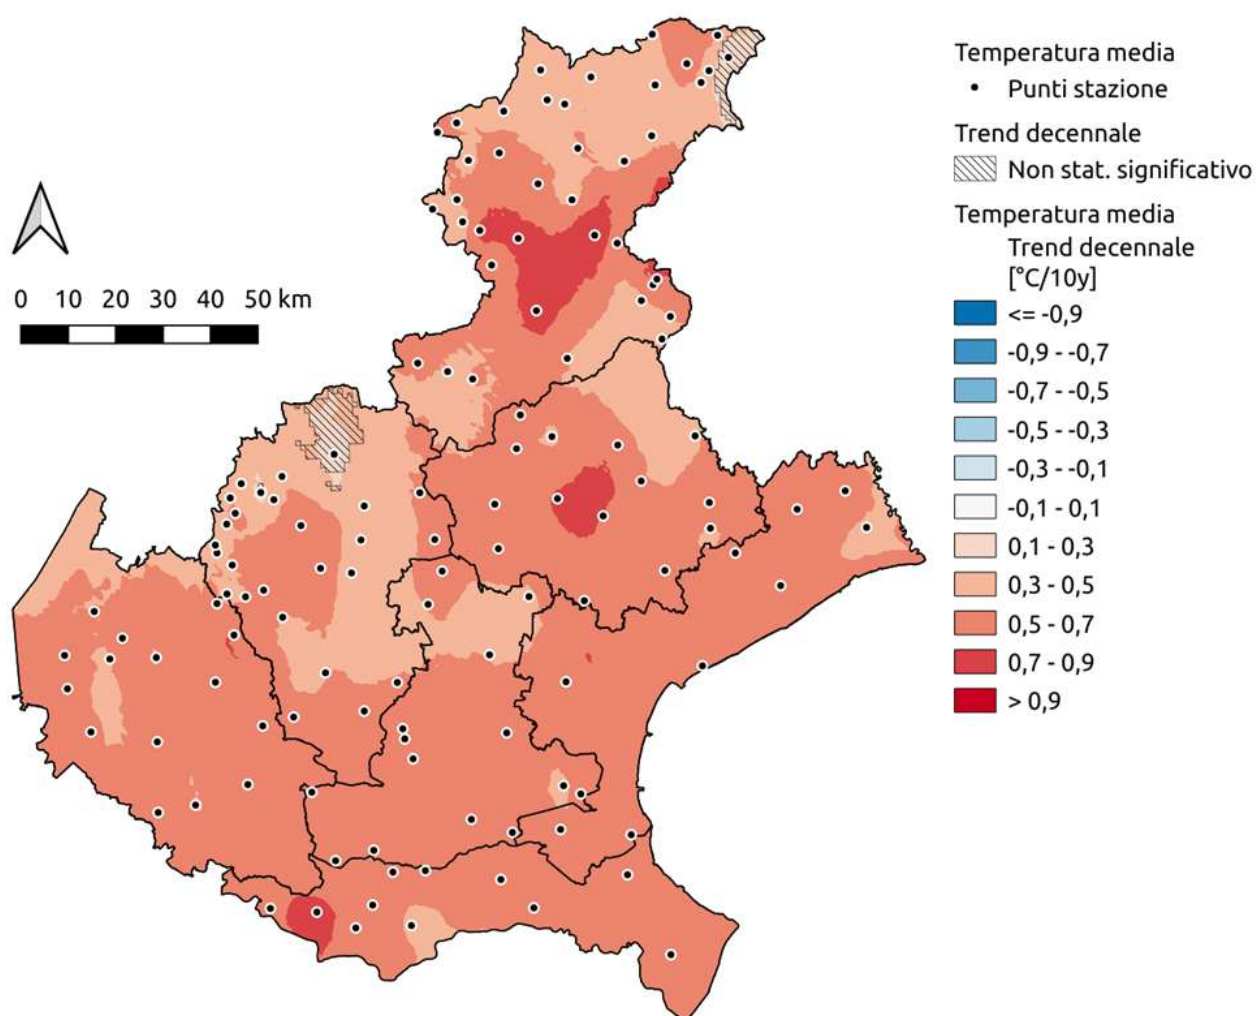 Temperatura media
Punti stazione
Trend decennale
Non stat. significativo
Temperatura media
Trend decennale
[°C/10y]
<= -0,9
-0,9 - -0,7
-0,7 - -0,5
-0,5 - -0,3
-0,3 - -0,1
-0,1 - 0,1
0,1 - 0,3
0,3 - 0,5
0,5 - 0,7
0,7 - 0,9
> 0,9
0 10 20 30 40 50 km